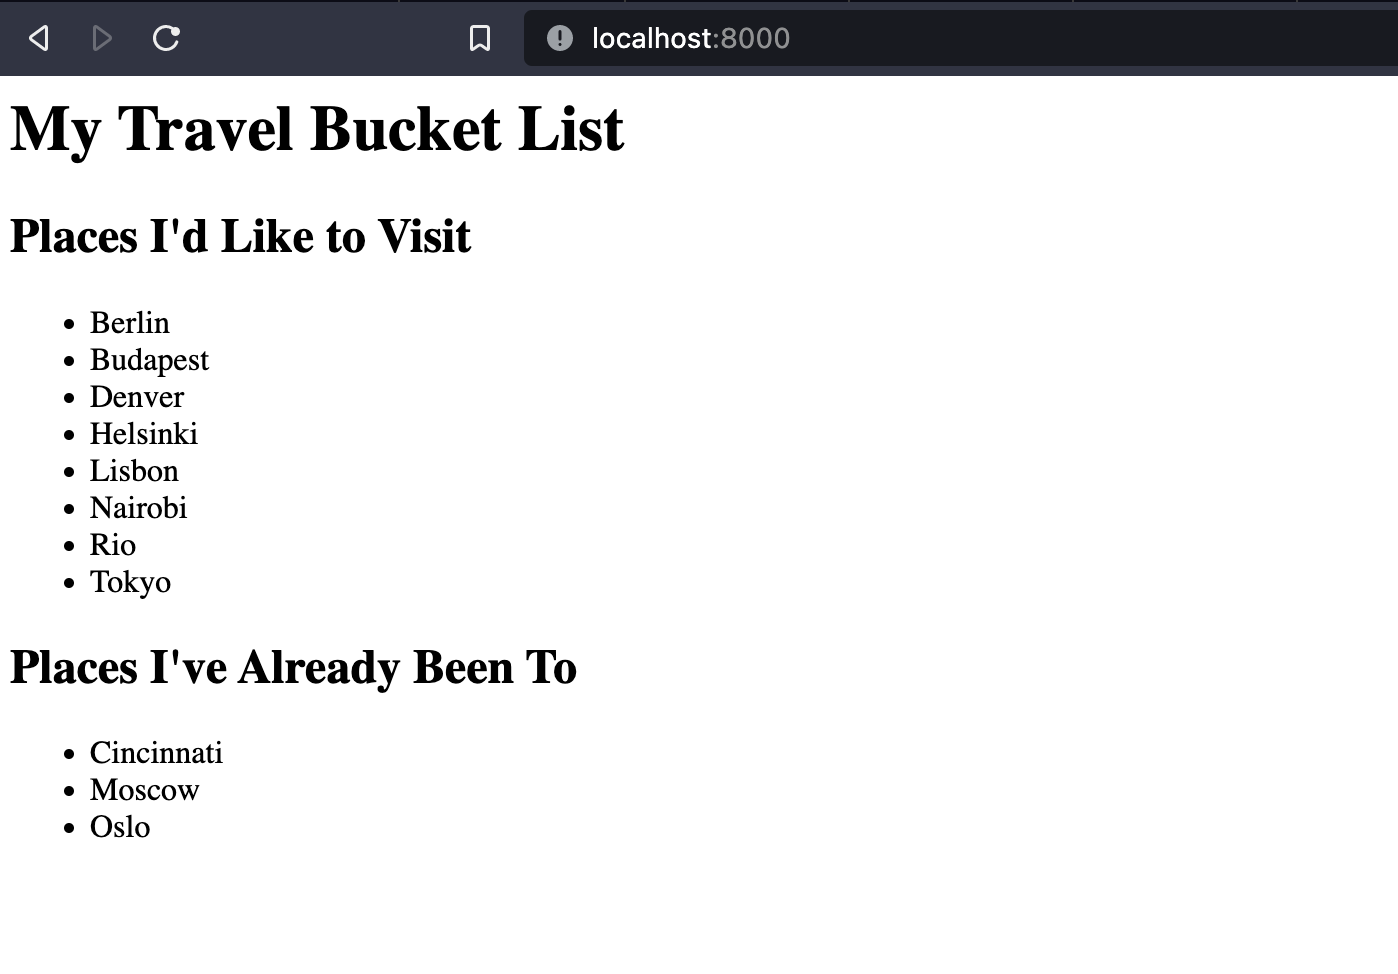 localhost:8000
My Travel Bucket List
Places I'd Like to Visit
Berlin
Budapest
Denver
Helsinki
Lisbon
Nairobi
Rio
Tokyo
Places I've Already Been To
Cincinnati
Moscow
Oslo